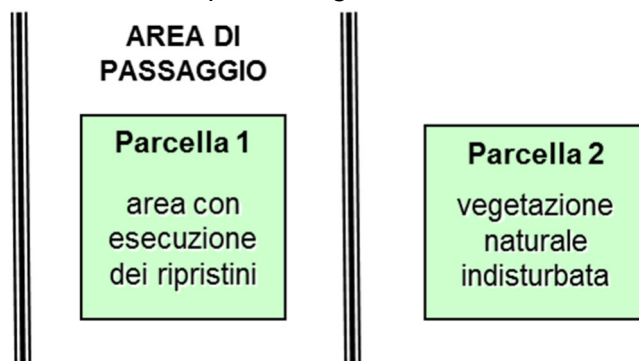 AREA DI
PASSAGGIO
Parcella 1
area con
esecuzione
dei ripristini
Parcella 2
vegetazione
naturale
indisturbata